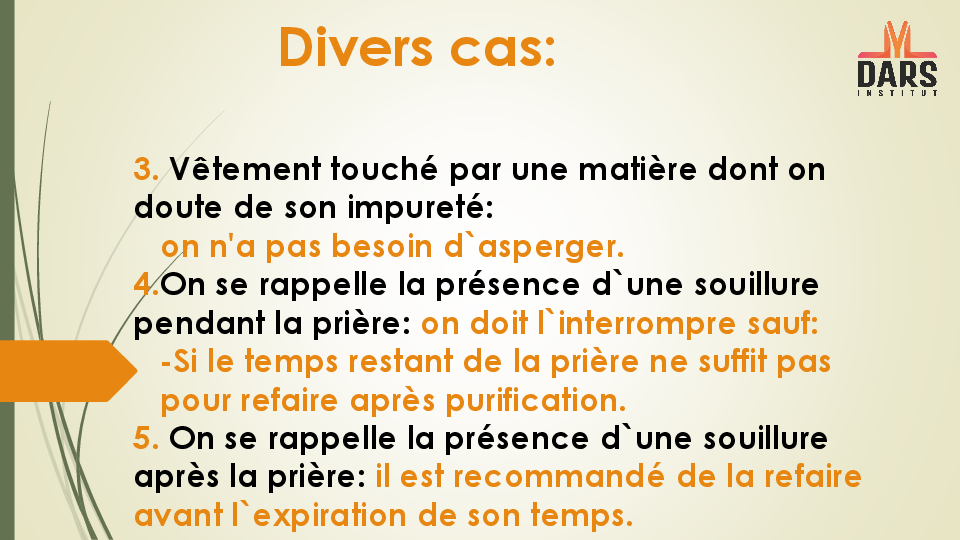 Divers cas:
DARS
INSTITUT
3. Vêtement touché par une matière dont on
doute de son impureté:
on n'a pas besoin d`asperger.
4.On se rappelle la présence d`une souillure
pendant la prière: on doit l`interrompre sauf:
-Si le temps restant de la prière ne suffit pas
pour refaire après purification.
5. On se rappelle la présence d`une souillure
après la prière: il est recommandé de la refaire
avant l`expiration de son temps.